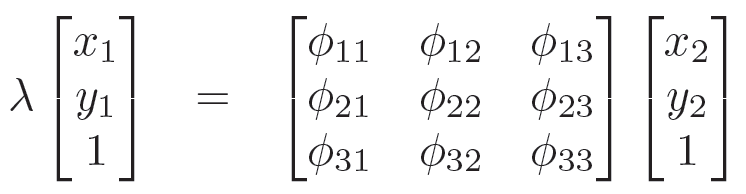 λ [x₁ y₁ 1] = [ϕ₁₁ ϕ₁₂ ϕ₁₃ ; ϕ₂₁ ϕ₂₂ ϕ₂₃ ; ϕ₃₁ ϕ₃₂ ϕ₃₃] [x₂ y₂ 1]